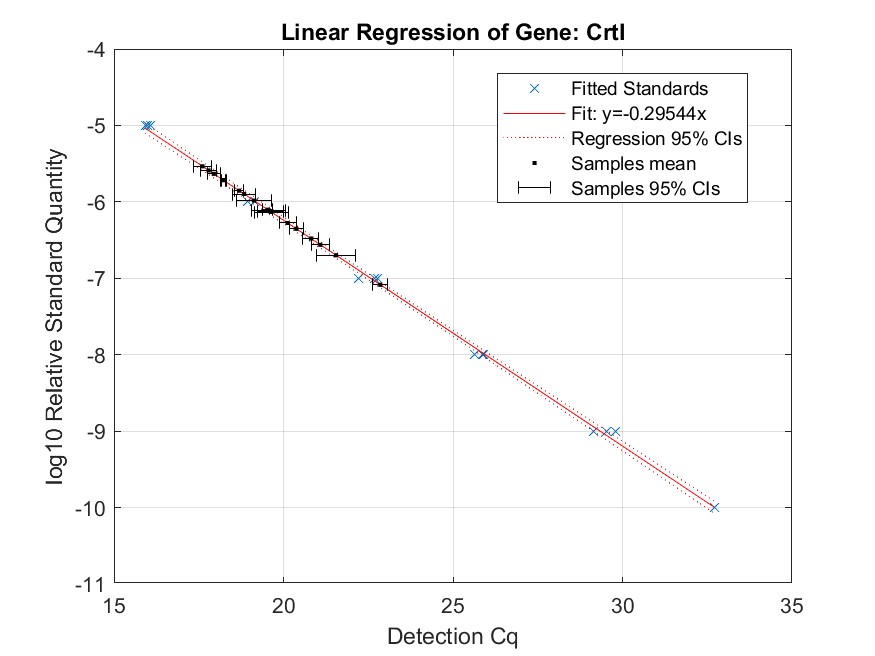 Linear Regression of Gene: CrtI
-4
-5
-6
-7
-8
-9
-10
-11
15
20
25
30
35
log10 Relative Standard Quantity
Detection Cq
Fitted Standards
Fit: y=-0.29544x
Regression 95% CIs
Samples mean
Samples 95% CIs